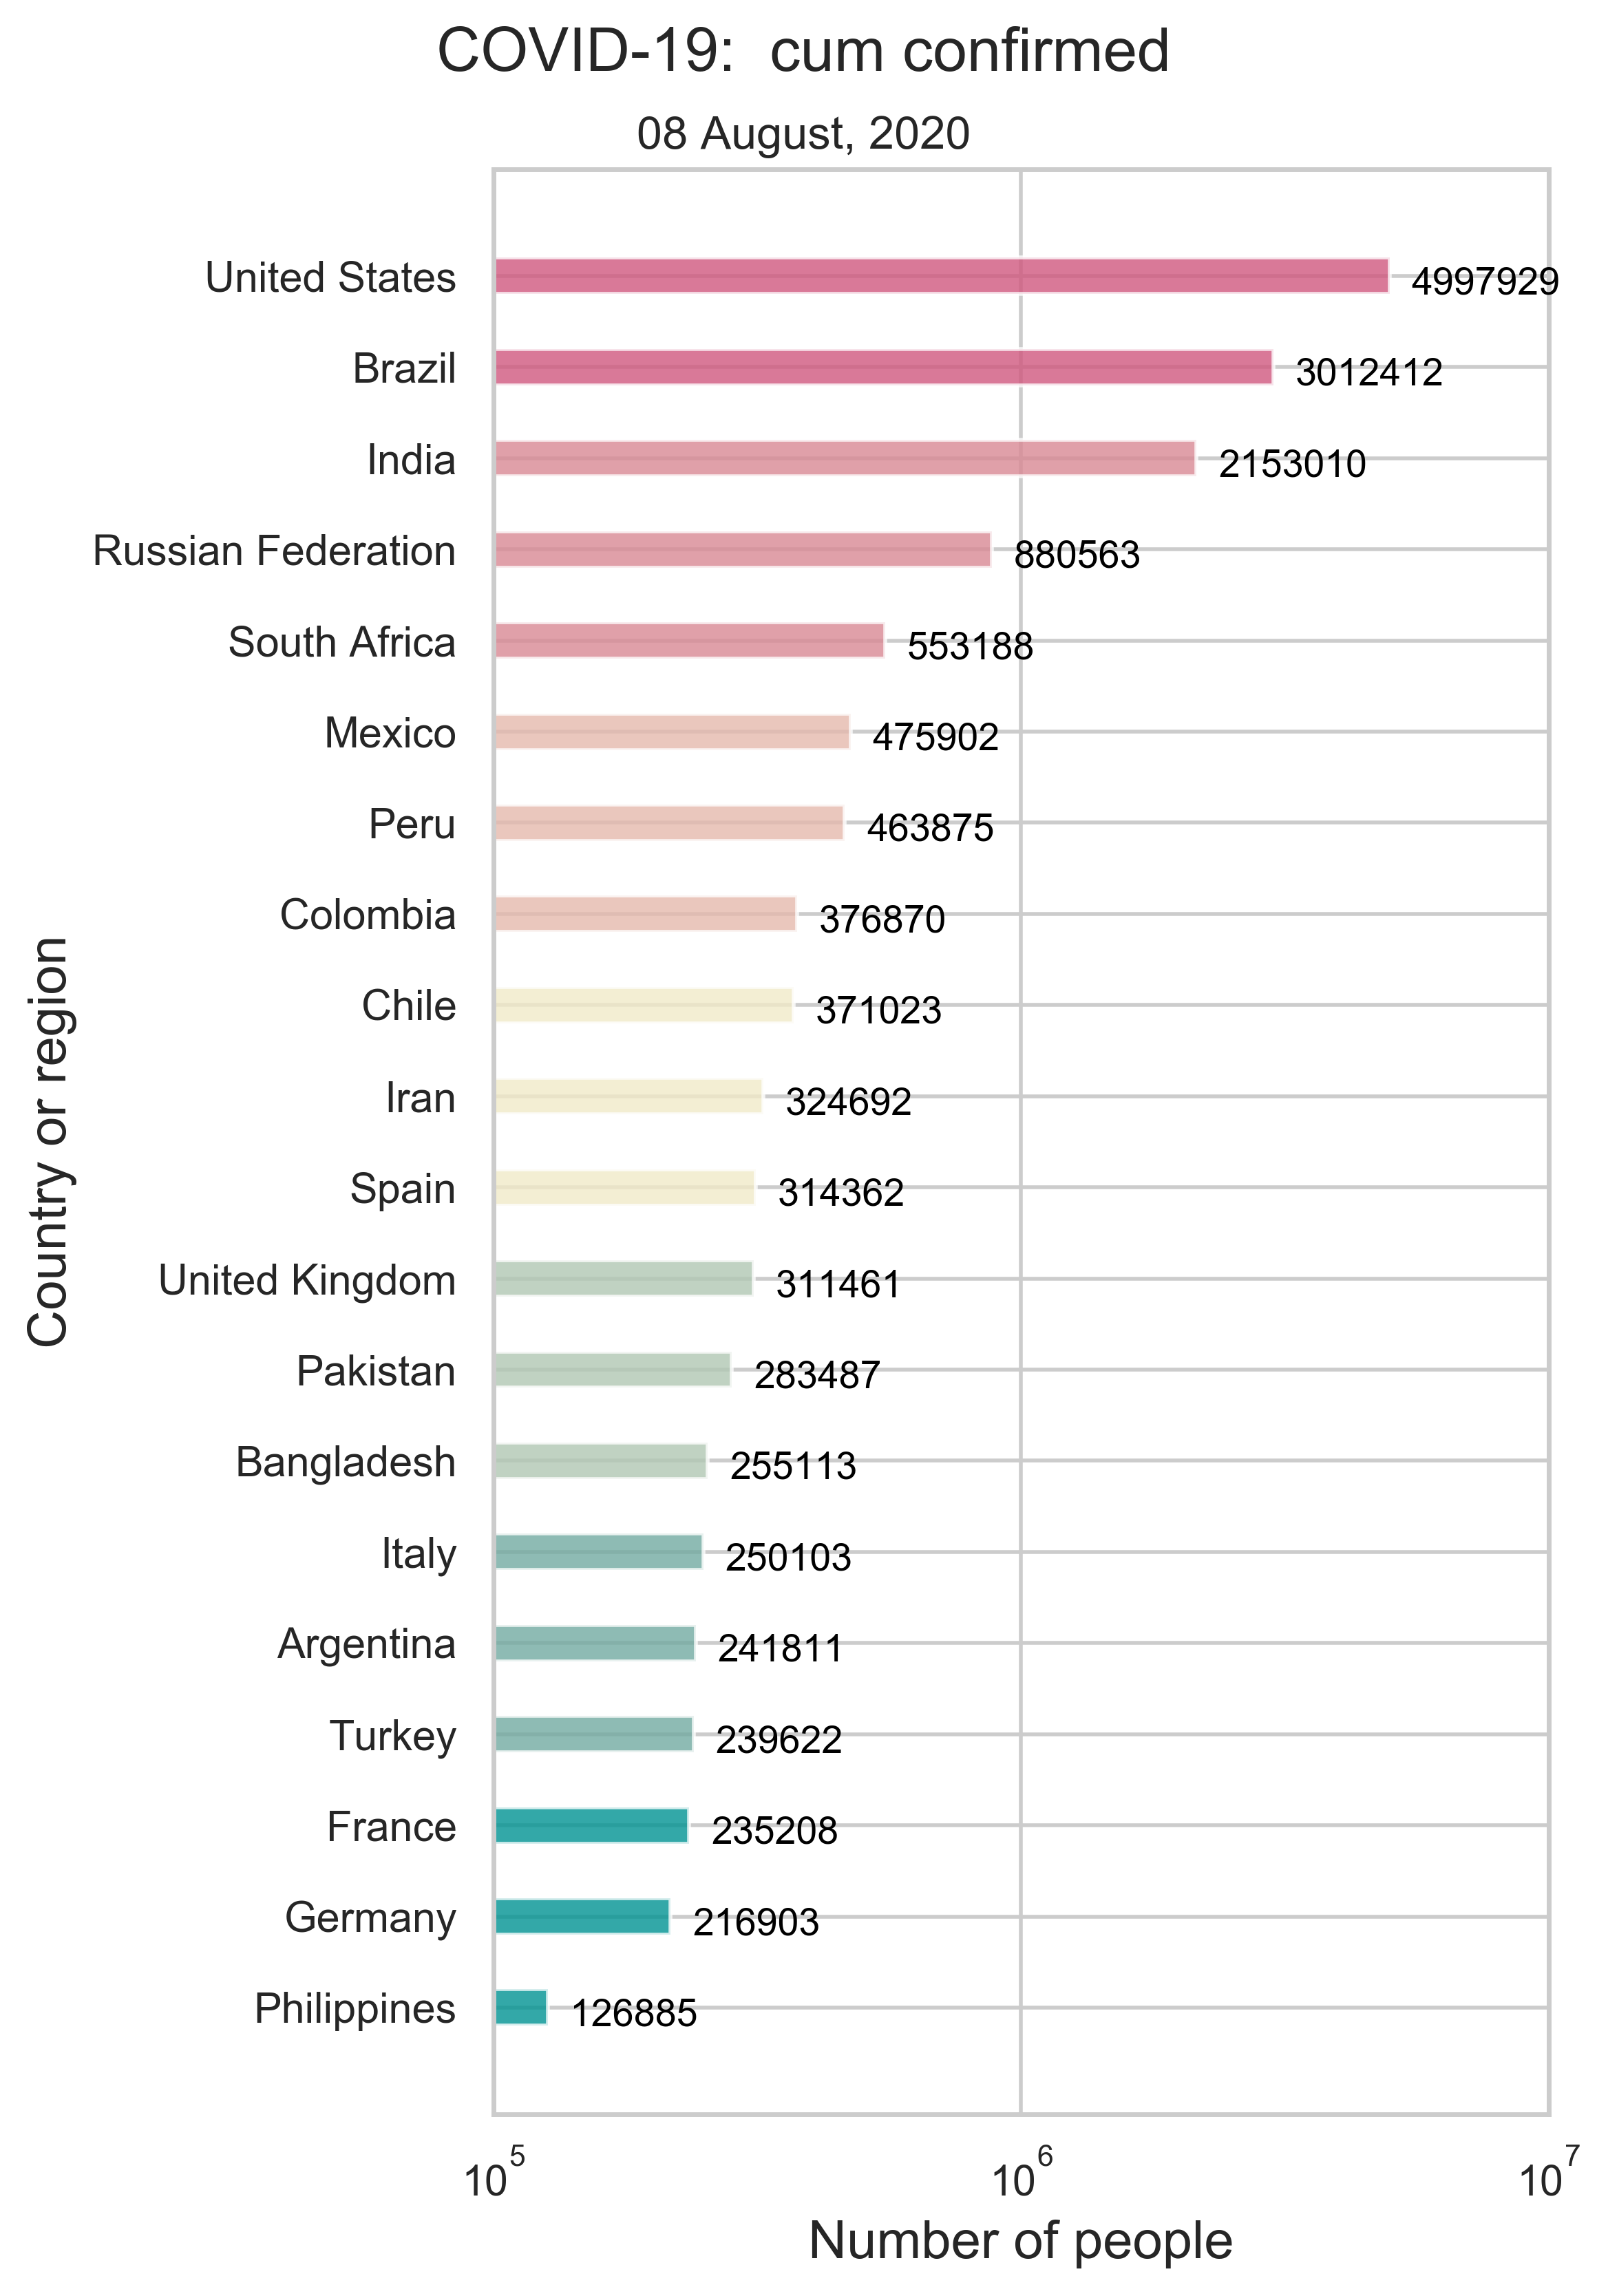 COVID-19:  cum confirmed
08 August, 2020
United States 4997929
Brazil 3012412
India 2153010
Russian Federation 880563
South Africa 553188
Mexico 475902
Peru 463875
Colombia 376870
Chile 371023
Iran 324692
Spain 314362
United Kingdom 311461
Pakistan 283487
Bangladesh 255113
Italy 250103
Argentina 241811
Turkey 239622
France 235208
Germany 216903
Philippines 126885
Country or region
10^5 10^6 10^7
Number of people